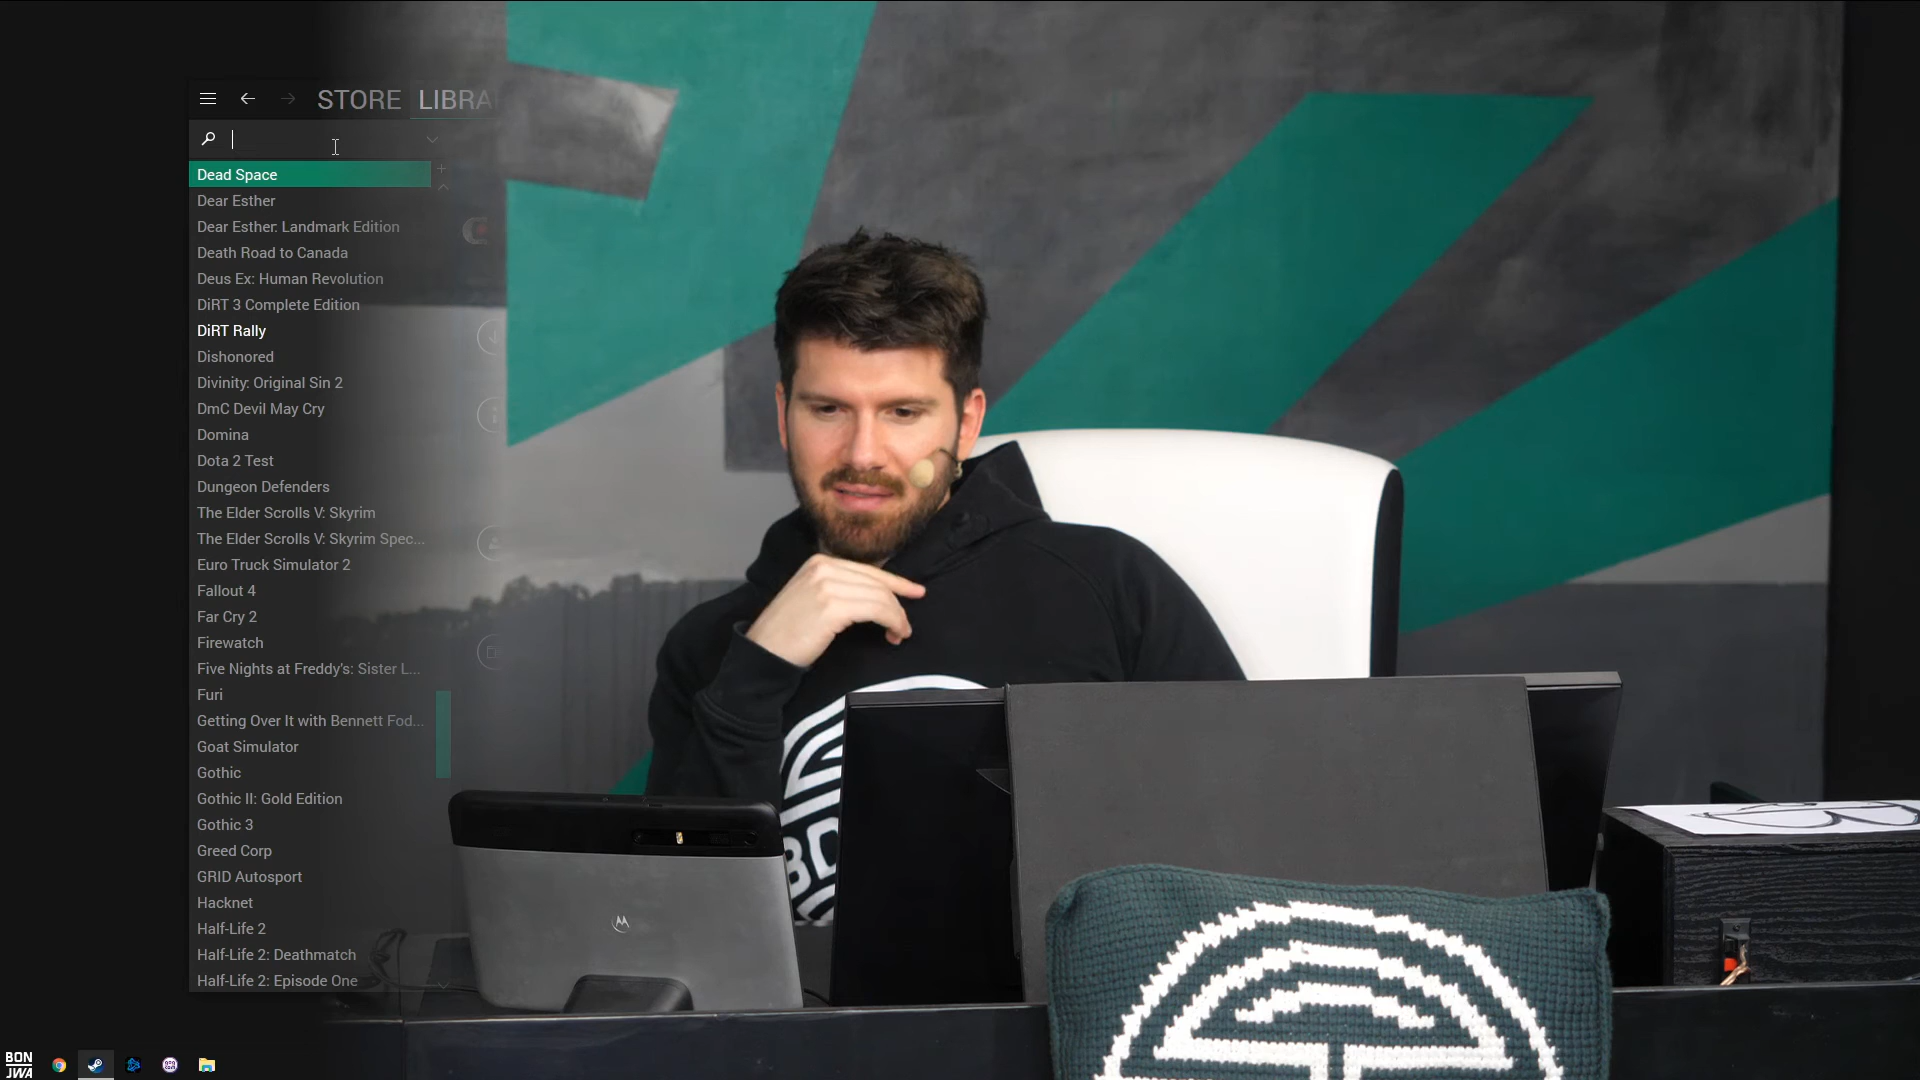 STORE LIBRA
Dead Space
Dear Esther
Dear Esther: Landmark Edition
Death Road to Canada
Deus Ex: Human Revolution
DiRT 3 Complete Edition
DiRT Rally
Dishonored
Divinity: Original Sin 2
DmC Devil May Cry
Domina
Dota 2 Test
Dungeon Defenders
The Elder Scrolls V: Skyrim
The Elder Scrolls V: Skyrim Spec...
Euro Truck Simulator 2
Fallout 4
Far Cry 2
Firewatch
Five Nights at Freddy's: Sister L...
Furi
Getting Over It with Bennett Fod...
Goat Simulator
Gothic
Gothic II: Gold Edition
Gothic 3
Greed Corp
GRID Autosport
Hacknet
Half-Life 2
Half-Life 2: Deathmatch
Half-Life 2: Episode One
BO
BON
JWA